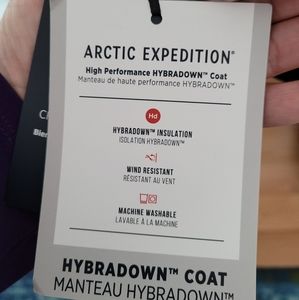 ARCTIC EXPEDITION®
High Performance HYBRADOWN™ Coat
Manteau de haute performance HYBRADOWN™
Hd
HYBRADOWN™ INSULATION
ISOLATION HYBRADOWN™
WIND RESISTANT
RÉSISTANT AU VENT
MACHINE WASHABLE
LAVABLE À LA MACHINE
HYBRADOWN™ COAT
MANTEAU HYBRADOWN™